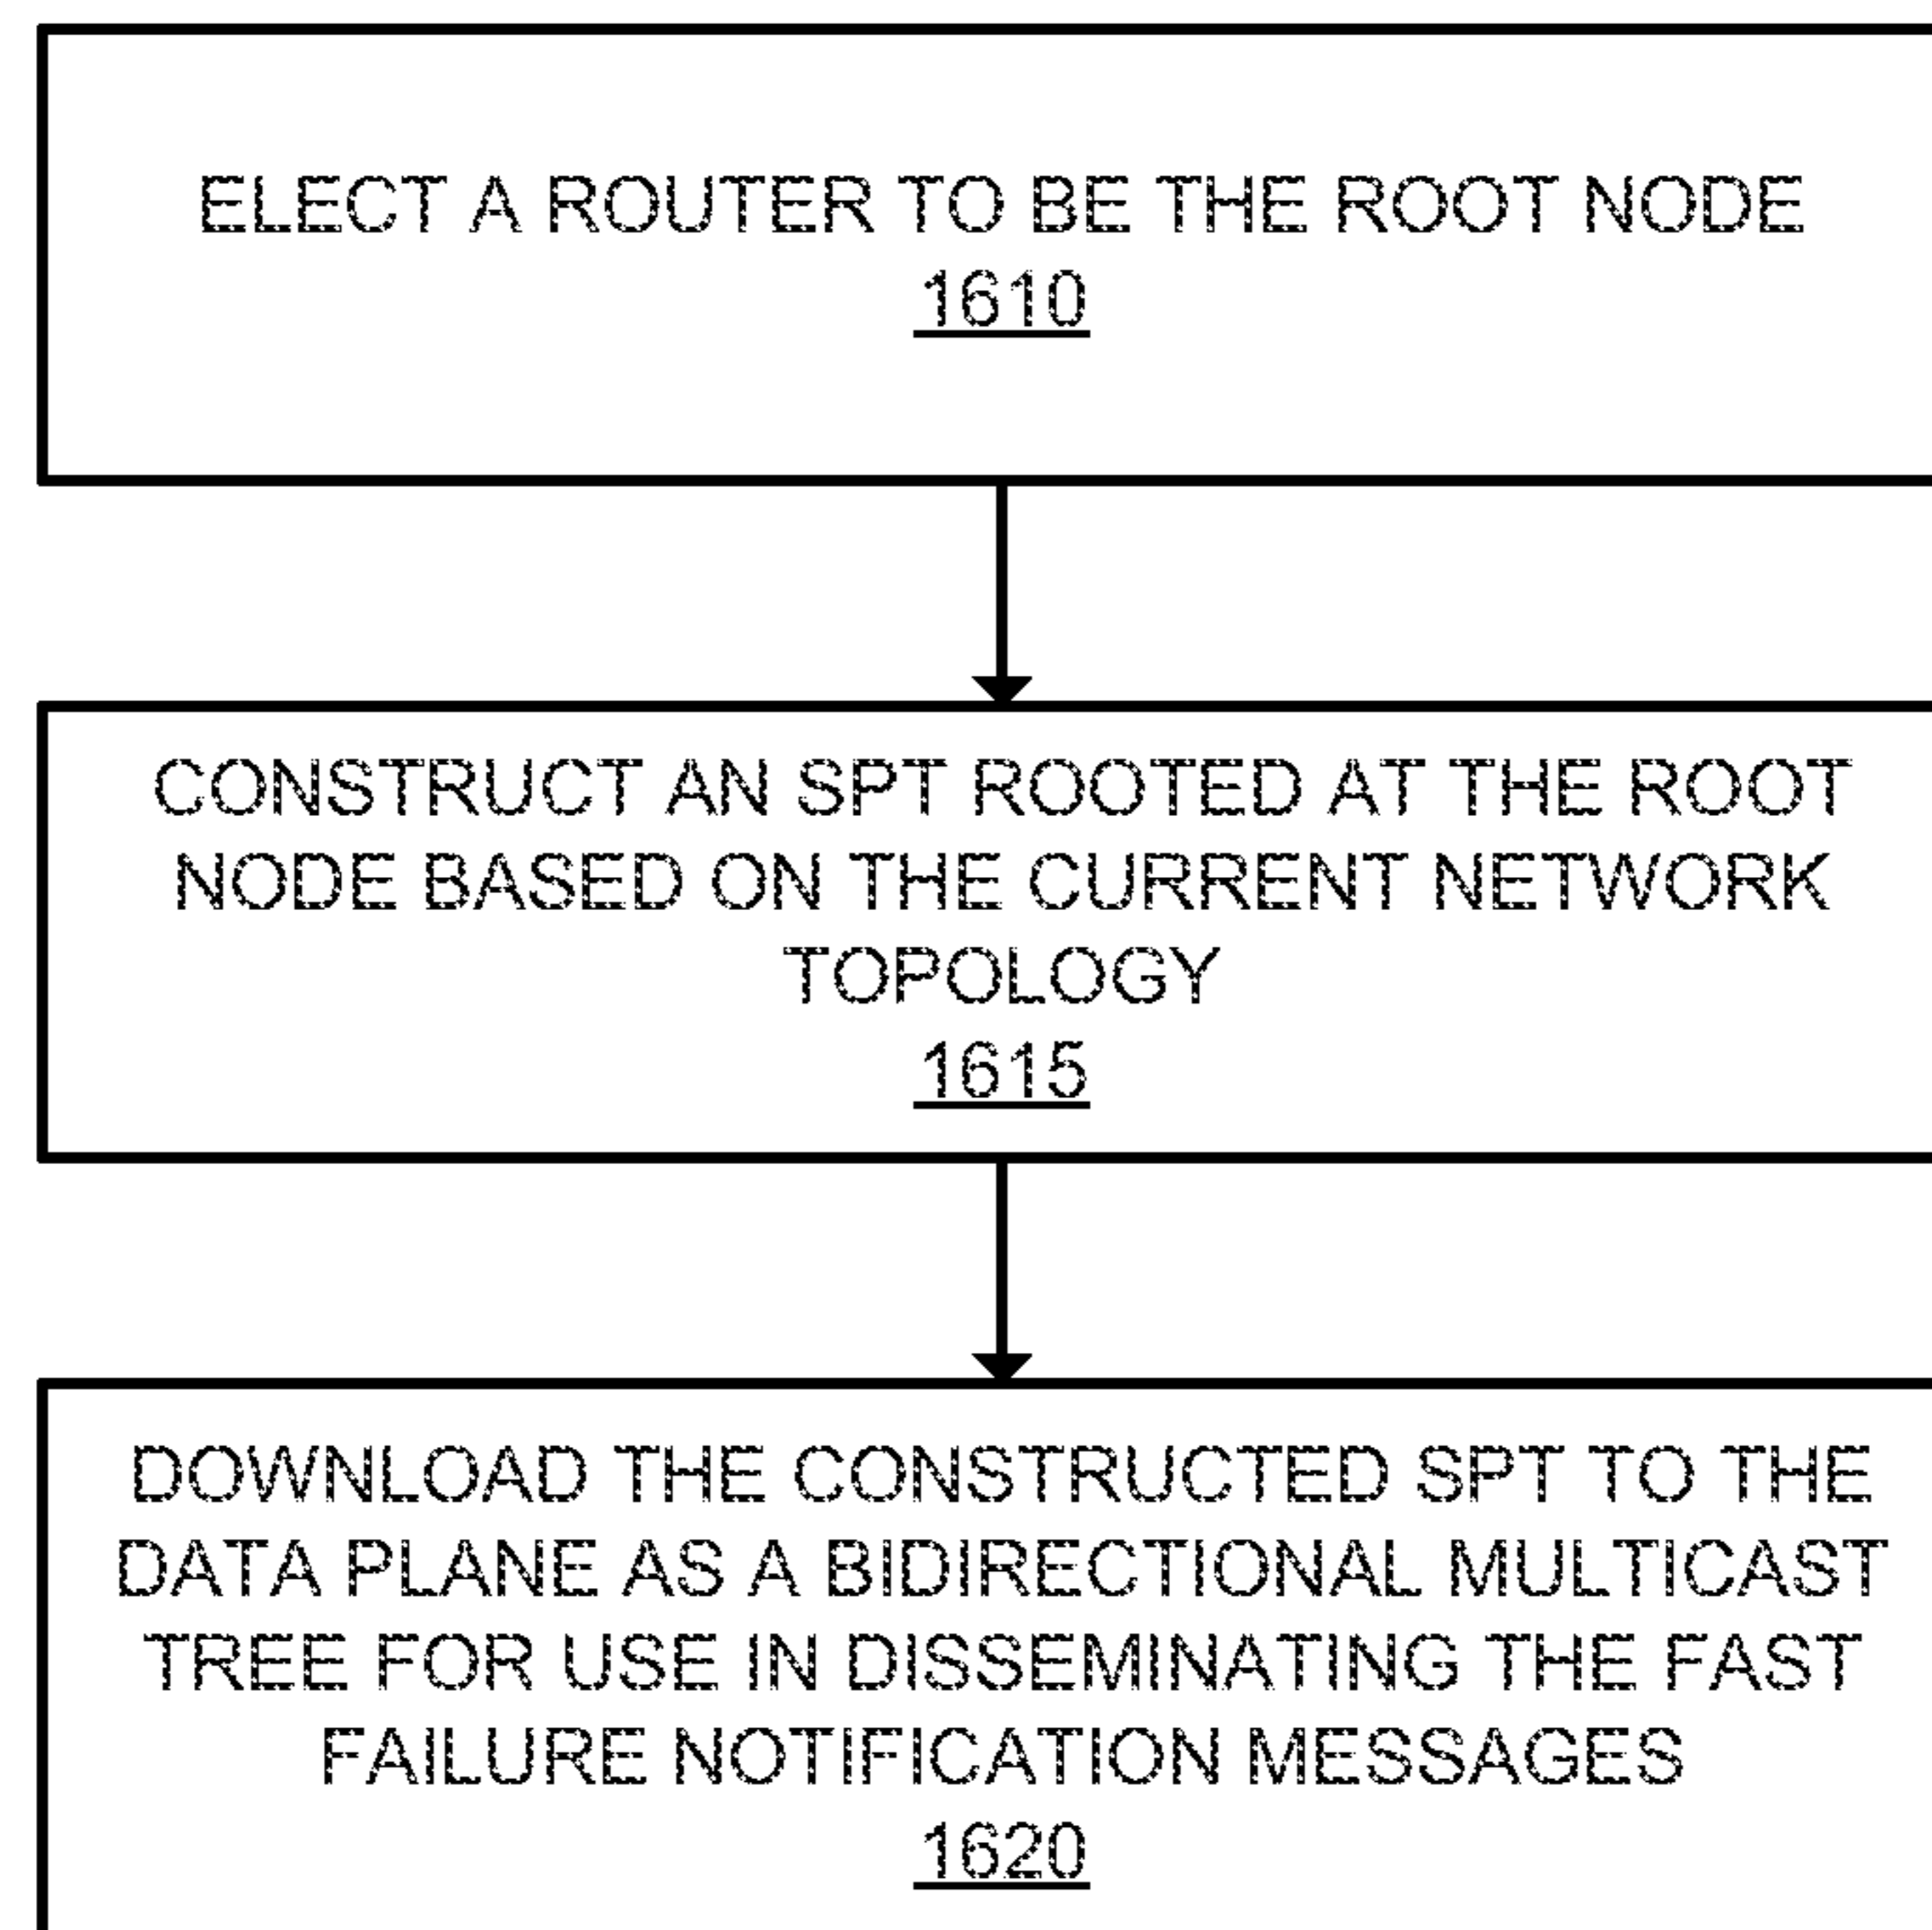 ELECT A ROUTER TO BE THE ROOT NODE
1610
CONSTRUCT AN SPT ROOTED AT THE ROOT
NODE BASED ON THE CURRENT NETWORK
TOPOLOGY
1615
DOWNLOAD THE CONSTRUCTED SPT TO THE
DATA PLANE AS A BIDIRECTIONAL MULTICAST
TREE FOR USE IN DISSEMINATING THE FAST
FAILURE NOTIFICATION MESSAGES
1620